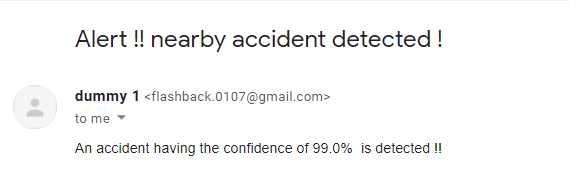 Alert !! nearby accident detected !
dummy 1 <flashback.0107@gmail.com>
to me
An accident having the confidence of 99.0%  is detected !!